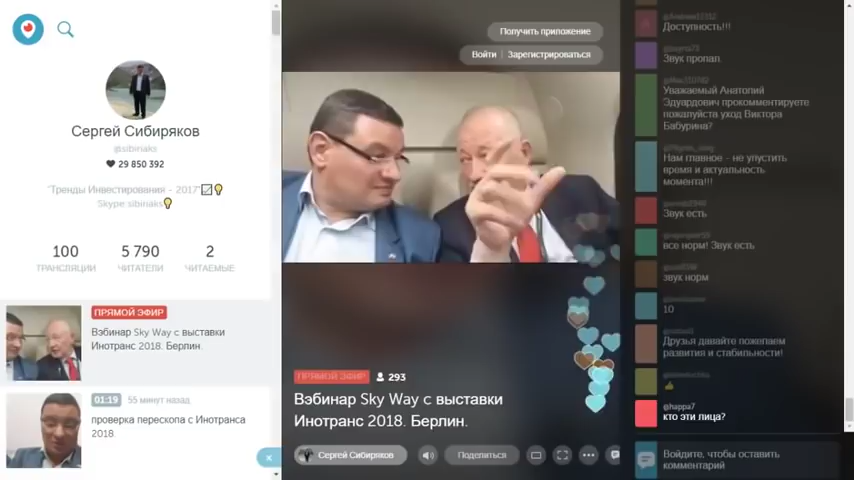 Сергей Сибиряков
@sibiriaks
29 850 392
"Тренды Инвестирования - 2017"
Skype sibinaks
100
ТРАНСЛЯЦИИ
5 790
ЧИТАТЕЛИ
2
ЧИТАЕМЫЕ
ПРЯМОЙ ЭФИР
Вэбинар Sky Way с выставки
Инотранс 2018. Берлин.
01:19 55 минут назад
проверка перескопа с Инотранса
2018.
Получить приложение
Войти | Зарегистрироваться
ПРЯМОЙ ЭФИР 293
Вэбинар Sky Way с выставки
Инотранс 2018. Берлин.
Сергей Сибиряков
Поделиться
Доступность!!!
Звук пропал.
Уважаемый Анатолий
Эдуардович прокомментируете
пожалуйста уход Виктора
Бабурина?
Нам главное - не упустить
время и актуальность
момента!!!
Звук есть
все норм! Звук есть
звук норм
10
Друзья давайте пожелаем
развития и стабильности!
@happa7
кто эти лица?
Войдите, чтобы оставить
комментарий